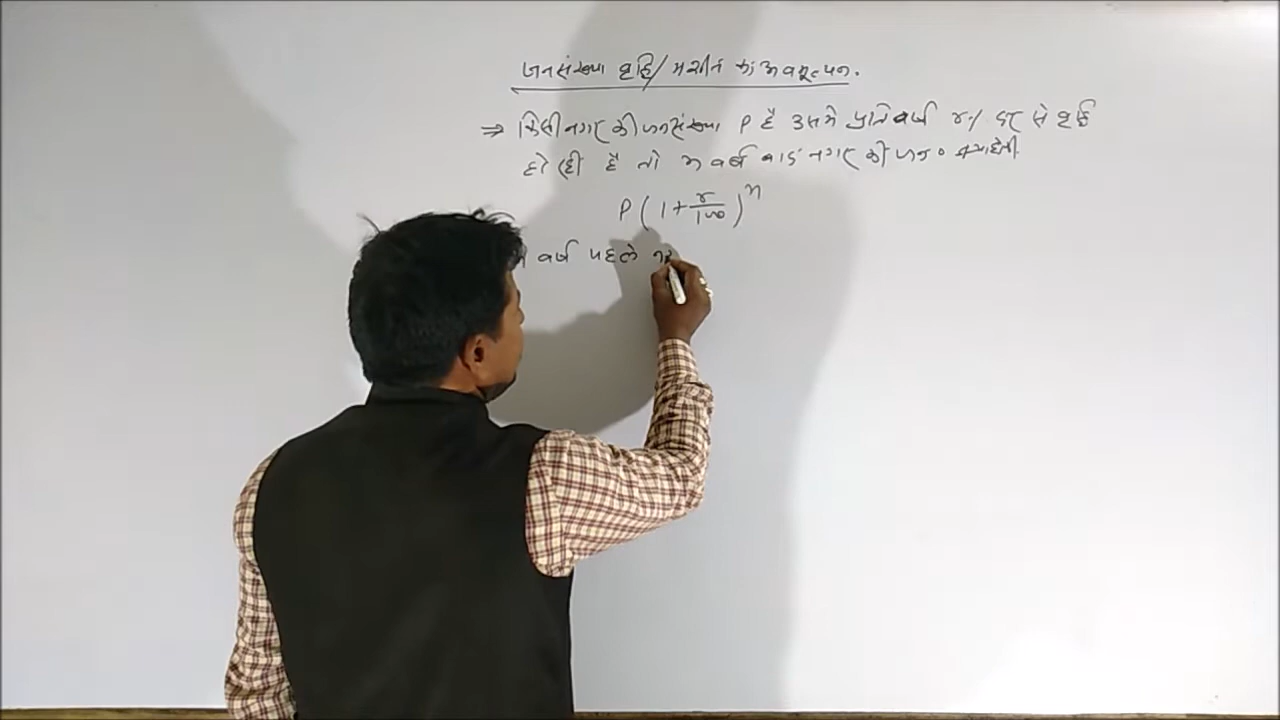 जनसंख्या वृद्धि/मशीन का अवमूल्यन.
⇒ किसी नगर की जनसंख्या P है उसमे प्रतिवर्ष r% दर से वृद्धि
हो रही है तो n वर्ष बाद नगर की जन० क्या होगी
P(1+r/100)^n
वर्ष पहले